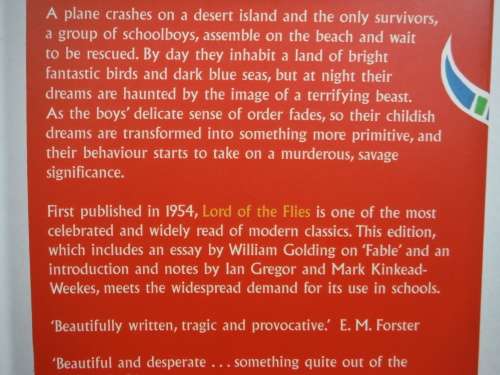 A plane crashes on a desert island and the only survivors,
a group of schoolboys, assemble on the beach and wait
to be rescued. By day they inhabit a land of bright
fantastic birds and dark blue seas, but at night their
dreams are haunted by the image of a terrifying beast.
As the boys' delicate sense of order fades, so their childish
dreams are transformed into something more primitive, and
their behaviour starts to take on a murderous, savage
significance.
First published in 1954, Lord of the Flies is one of the most
celebrated and widely read of modern classics. This edition,
which includes an essay by William Golding on 'Fable' and an
introduction and notes by Ian Gregor and Mark Kinkead-
Weekes, meets the widespread demand for its use in schools.
'Beautifully written, tragic and provocative.' E. M. Forster
'Beautiful and desperate . . . something quite out of the